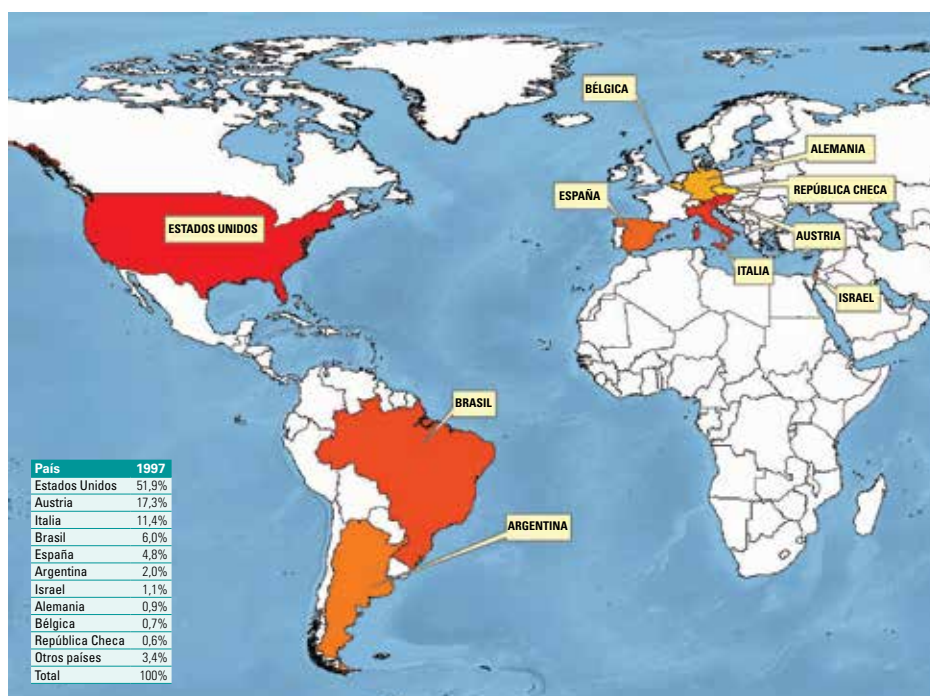 BÉLGICA
ALEMANIA
REPÚBLICA CHECA
ESPAÑA
ESTADOS UNIDOS
AUSTRIA
ITALIA
ISRAEL
BRASIL
ARGENTINA
País 1997
Estados Unidos 51,9%
Austria 17,3%
Italia 11,4%
Brasil 6,0%
España 4,8%
Argentina 2,0%
Israel 1,1%
Alemania 0,9%
Bélgica 0,7%
República Checa 0,6%
Otros países 3,4%
Total 100%